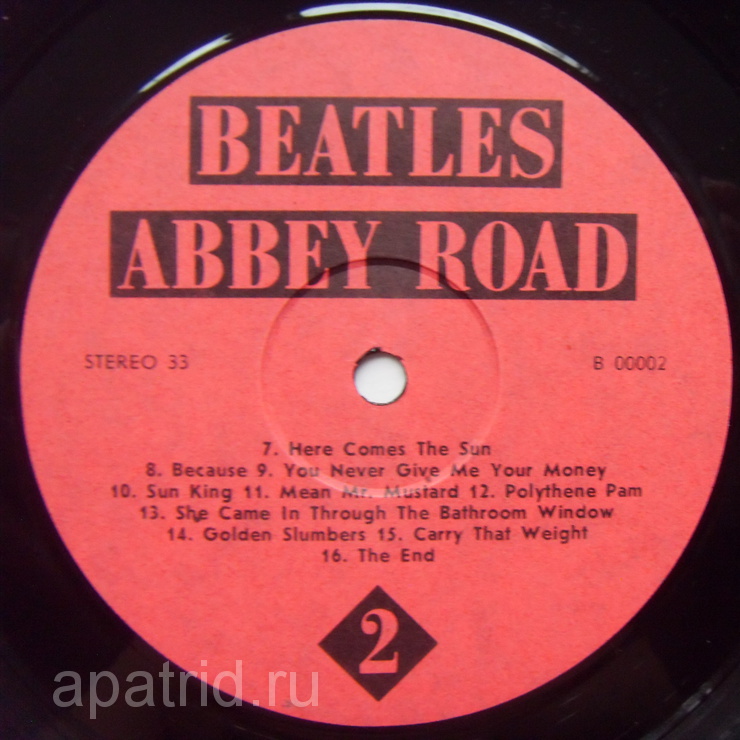 BEATLES
ABBEY ROAD
STEREO 33
B 00002
7. Here Comes The Sun
8. Because 9. You Never Give Me Your Money
10. Sun King 11. Mean Mr. Mustard 12. Polythene Pam
13. She Came In Through The Bathroom Window
14. Golden Slumbers 15. Carry That Weight
16. The End
2
apatrid.ru